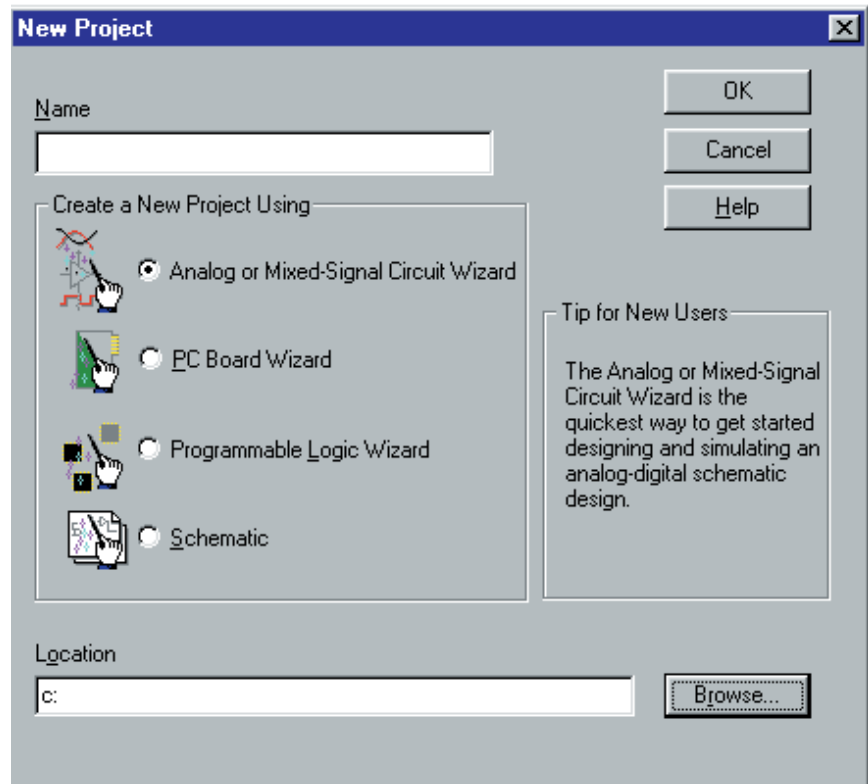 New Project
Name
OK
Cancel
Help
Create a New Project Using
Analog or Mixed-Signal Circuit Wizard
PC Board Wizard
Programmable Logic Wizard
Schematic
Tip for New Users
The Analog or Mixed-Signal
Circuit Wizard is the
quickest way to get started
designing and simulating an
analog-digital schematic
design.
Location
c:
Browse...